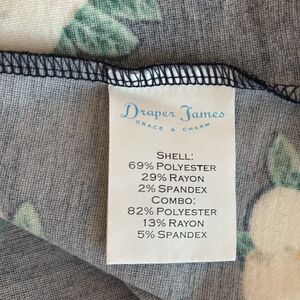 Draper James
GRACE & CHARM
SHELL:
69% POLYESTER
29% RAYON
2% SPANDEX
COMBO:
82% POLYESTER
13% RAYON
5% SPANDEX